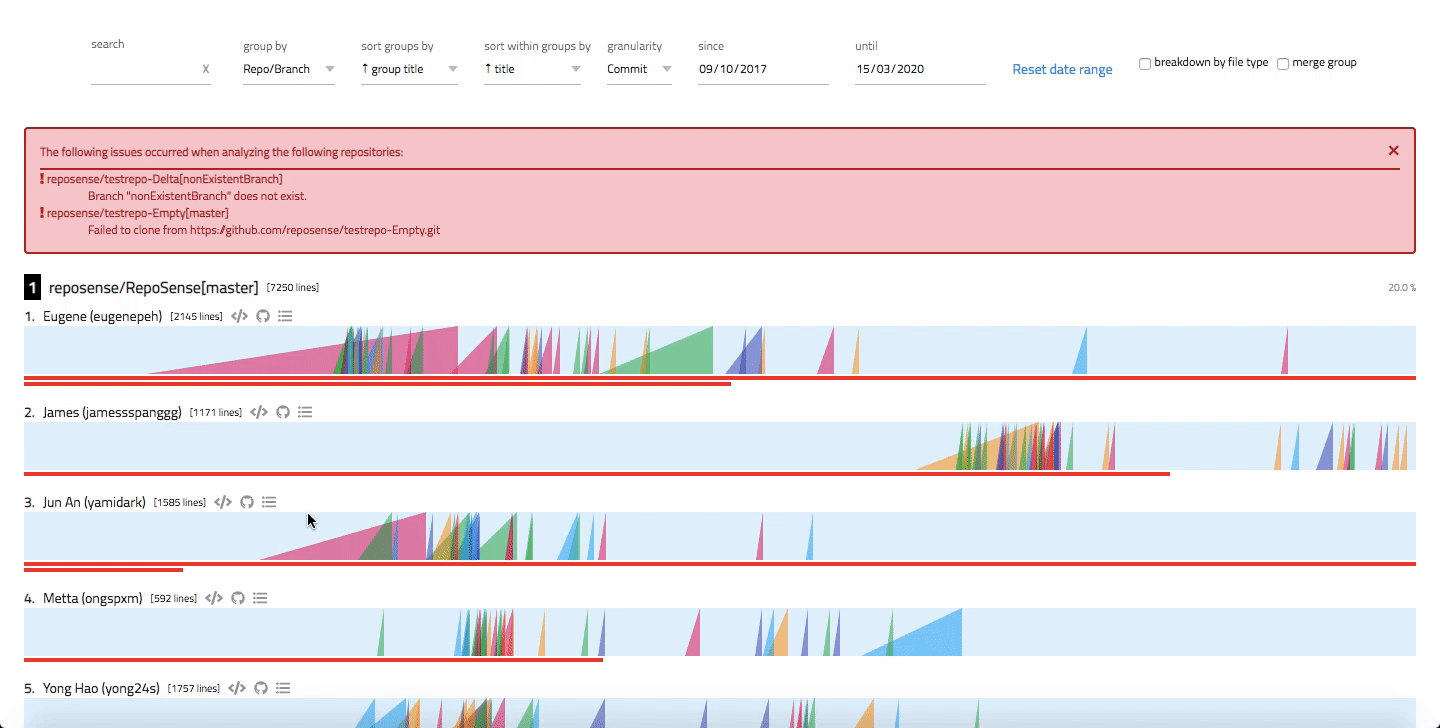 search
group by
sort groups by
sort within groups by
granularity
since
until
X
Repo/Branch
↑ group title
↑ title
Commit
09/10/2017
15/03/2020
Reset date range
breakdown by file type
merge group
The following issues occurred when analyzing the following repositories:
×
! reposense/testrepo-Delta[nonExistentBranch]
Branch "nonExistentBranch" does not exist.
! reposense/testrepo-Empty[master]
Failed to clone from https://github.com/reposense/testrepo-Empty.git
1 reposense/RepoSense[master] [7250 lines]
20.0 %
1. Eugene (eugenepeh) [2145 lines] </>
2. James (jamessspanggg) [1171 lines] </>
3. Jun An (yamidark) [1585 lines] </>
4. Metta (ongspxm) [592 lines] </>
5. Yong Hao (yong24s) [1757 lines] </>